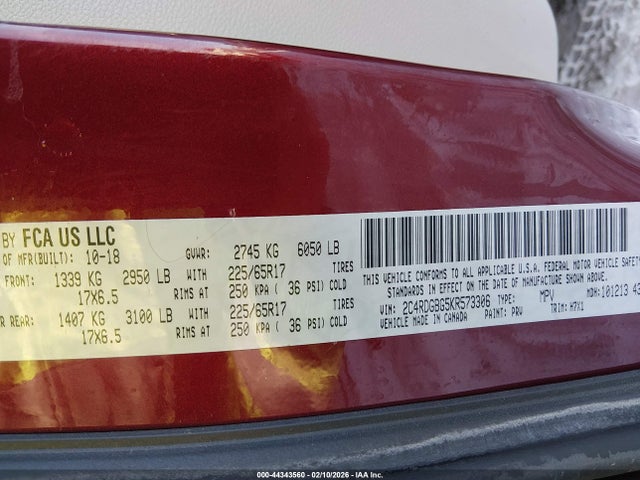 BY FCA US LLC
OF MFR(BUILT): 10-18 GVWR: 2745 KG 6050 LB
FRONT: 1339 KG 2950 LB WITH 225/65R17 TIRES
17X6.5 RIMS AT 250 KPA ( 36 PSI) COLD
REAR: 1407 KG 3100 LB WITH 225/65R17 TIRES
17X6.5 RIMS AT 250 KPA ( 36 PSI) COLD
THIS VEHICLE CONFORMS TO ALL APPLICABLE U.S.A. FEDERAL MOTOR VEHICLE SAFETY
STANDARDS IN EFFECT ON THE DATE OF MANUFACTURE SHOWN ABOVE.
VIN: 2C4RDGBG5KR573306 TYPE: MPV MDH:101213 43
VEHICLE MADE IN CANADA PAINT: PRV TRIM: H7X1
000-44343560 - 02/10/2026 - IAA Inc.